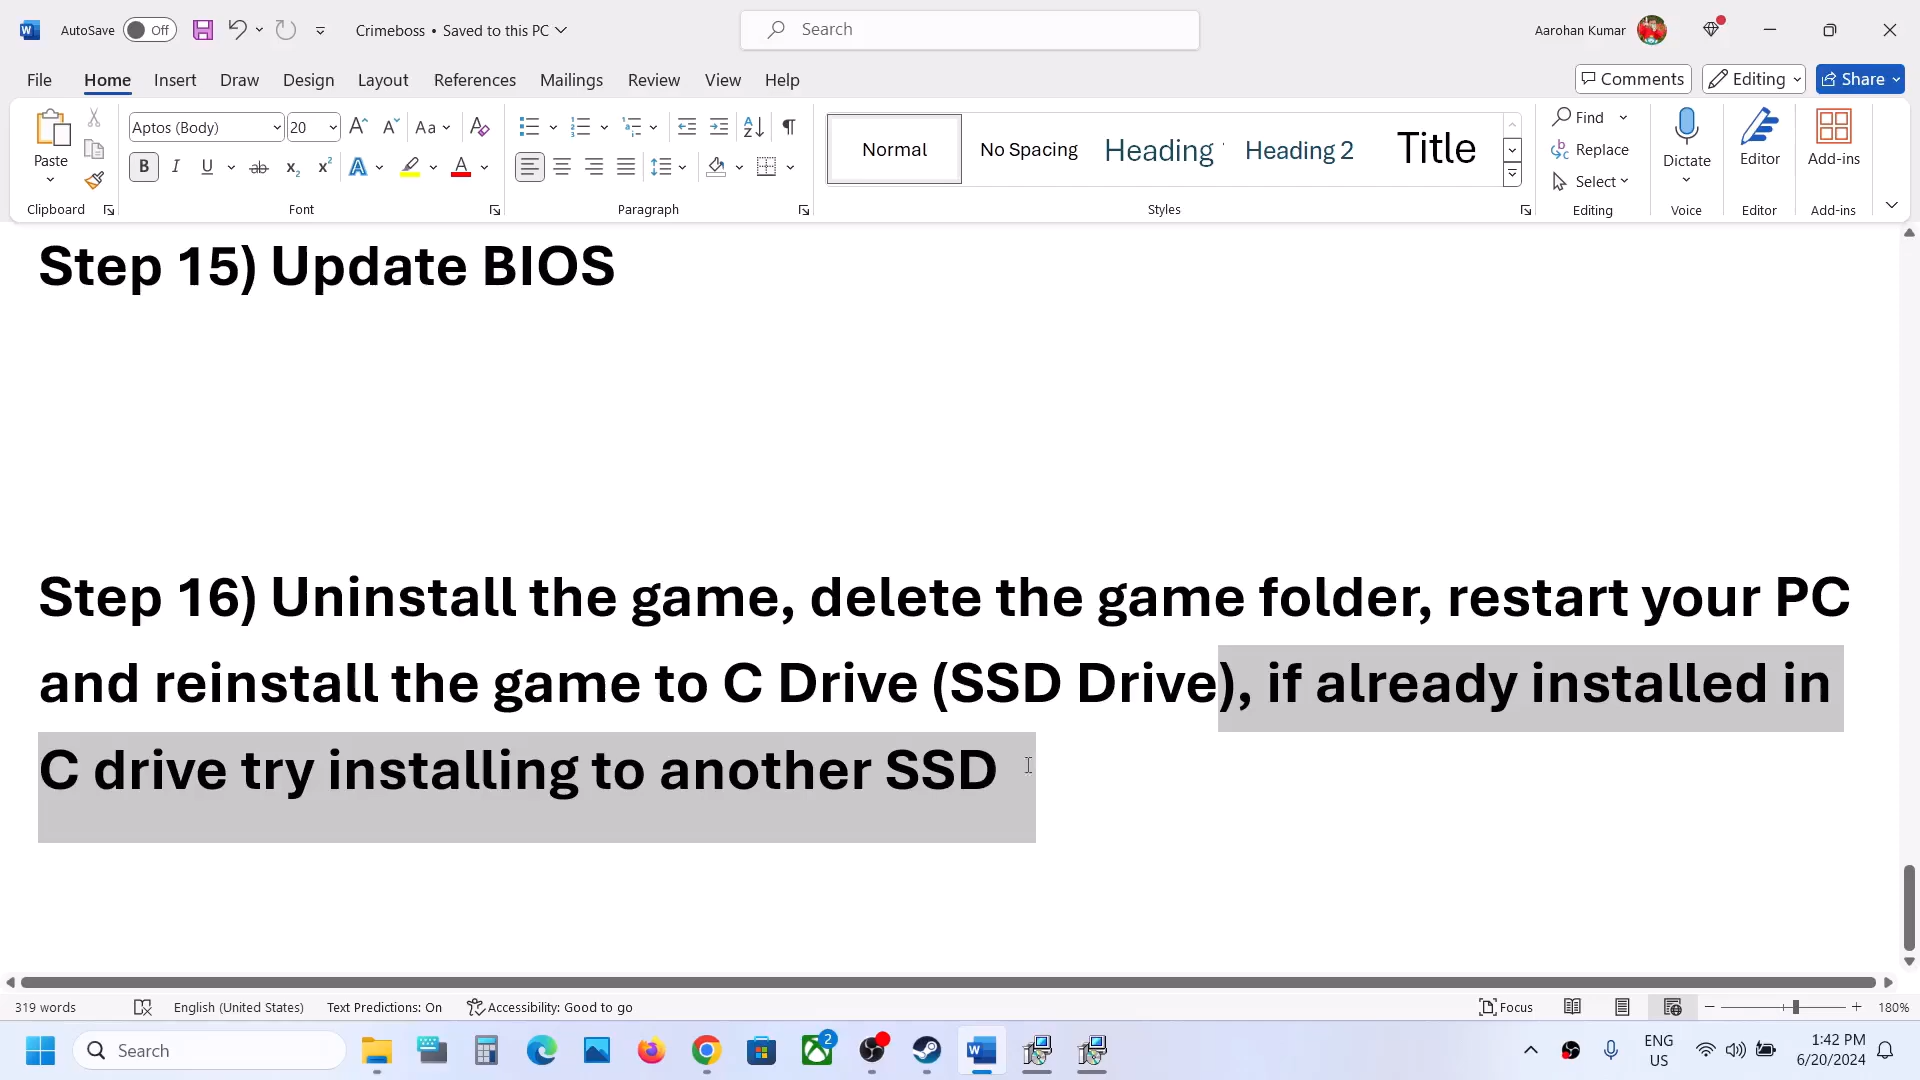 AutoSave Off Crimeboss • Saved to this PC Search Aarohan Kumar
File Home Insert Draw Design Layout References Mailings Review View Help Comments Editing Share
Paste Aptos (Body) 20 Aa Normal No Spacing Heading Heading 2 Title Find Replace Select Dictate Editor Add-ins
Clipboard Font Paragraph Styles Editing Voice Editor Add-ins
Step 15) Update BIOS
Step 16) Uninstall the game, delete the game folder, restart your PC
and reinstall the game to C Drive (SSD Drive), if already installed in
C drive try installing to another SSD
319 words English (United States) Text Predictions: On Accessibility: Good to go Focus 180%
Search 2 ENG US 1:42 PM 6/20/2024